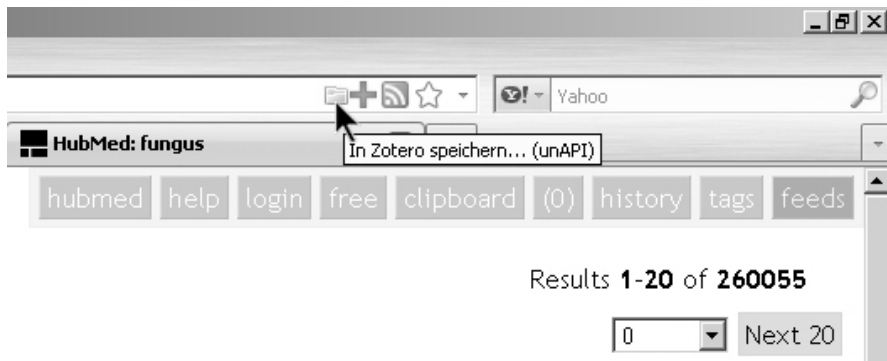 Yahoo
HubMed: fungus
In Zotero speichern... (unAPI)
hubmed help login free clipboard (0) history tags feeds
Results 1-20 of 260055
0 Next 20